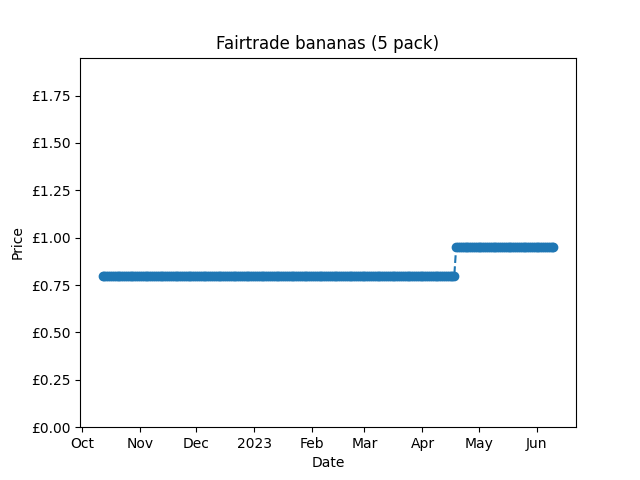 Fairtrade bananas (5 pack)
£1.75
£1.50
£1.25
£1.00
£0.75
£0.50
£0.25
£0.00
Price
Oct Nov Dec 2023 Feb Mar Apr May Jun
Date